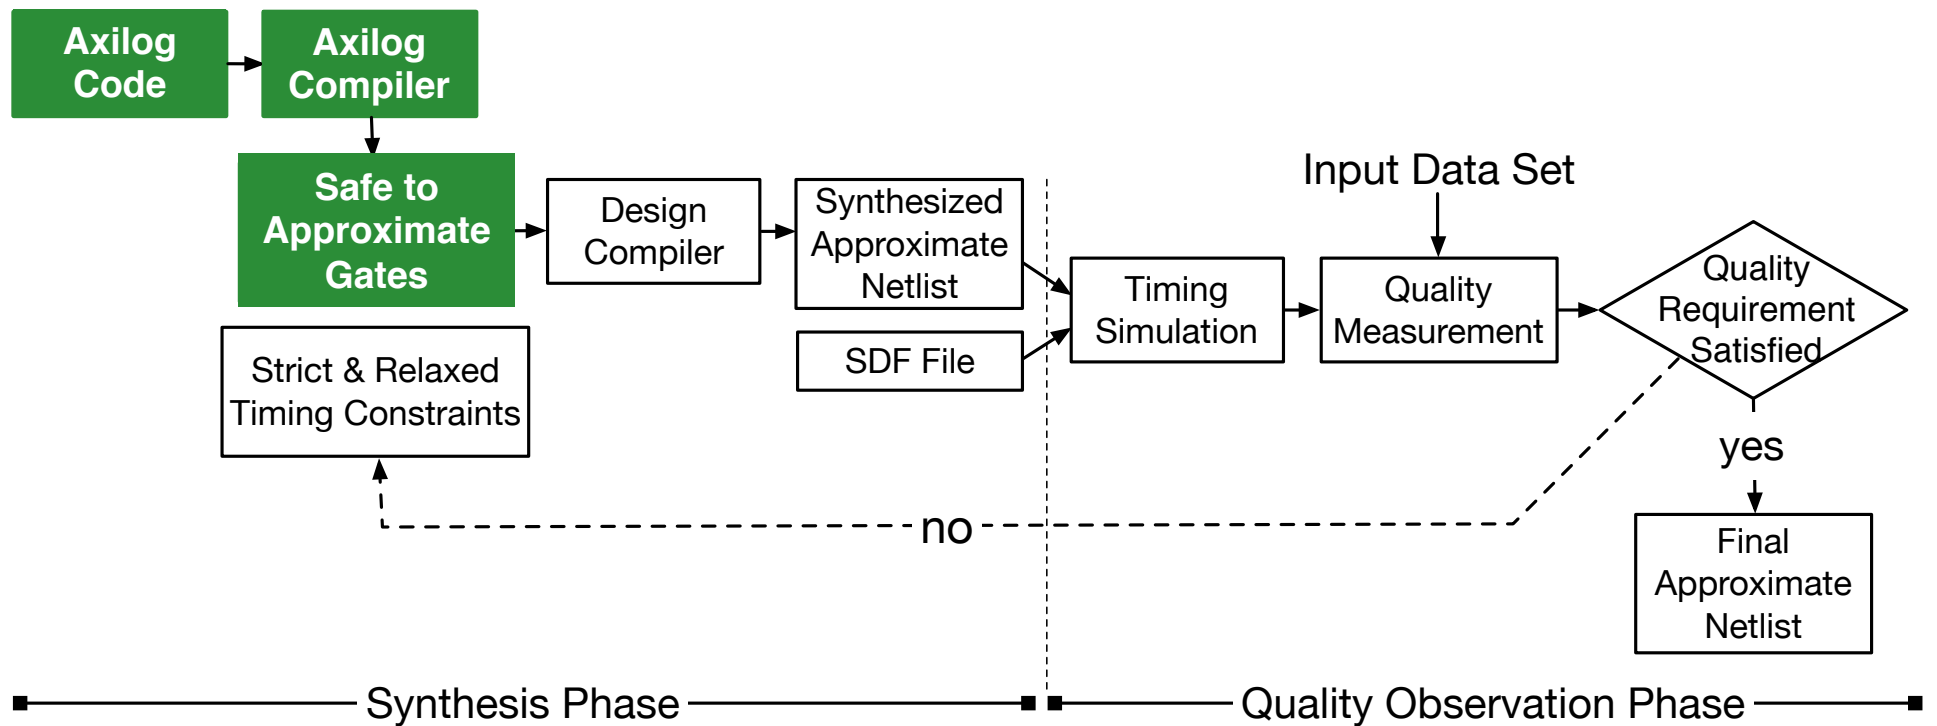 Axilog
Code
Axilog
Compiler
Safe to
Approximate
Gates
Strict & Relaxed
Timing Constraints
Design
Compiler
Synthesized
Approximate
Netlist
SDF File
Timing
Simulation
Input Data Set
Quality
Measurement
Quality
Requirement
Satisfied
yes
no
Final
Approximate
Netlist
Synthesis Phase
Quality Observation Phase